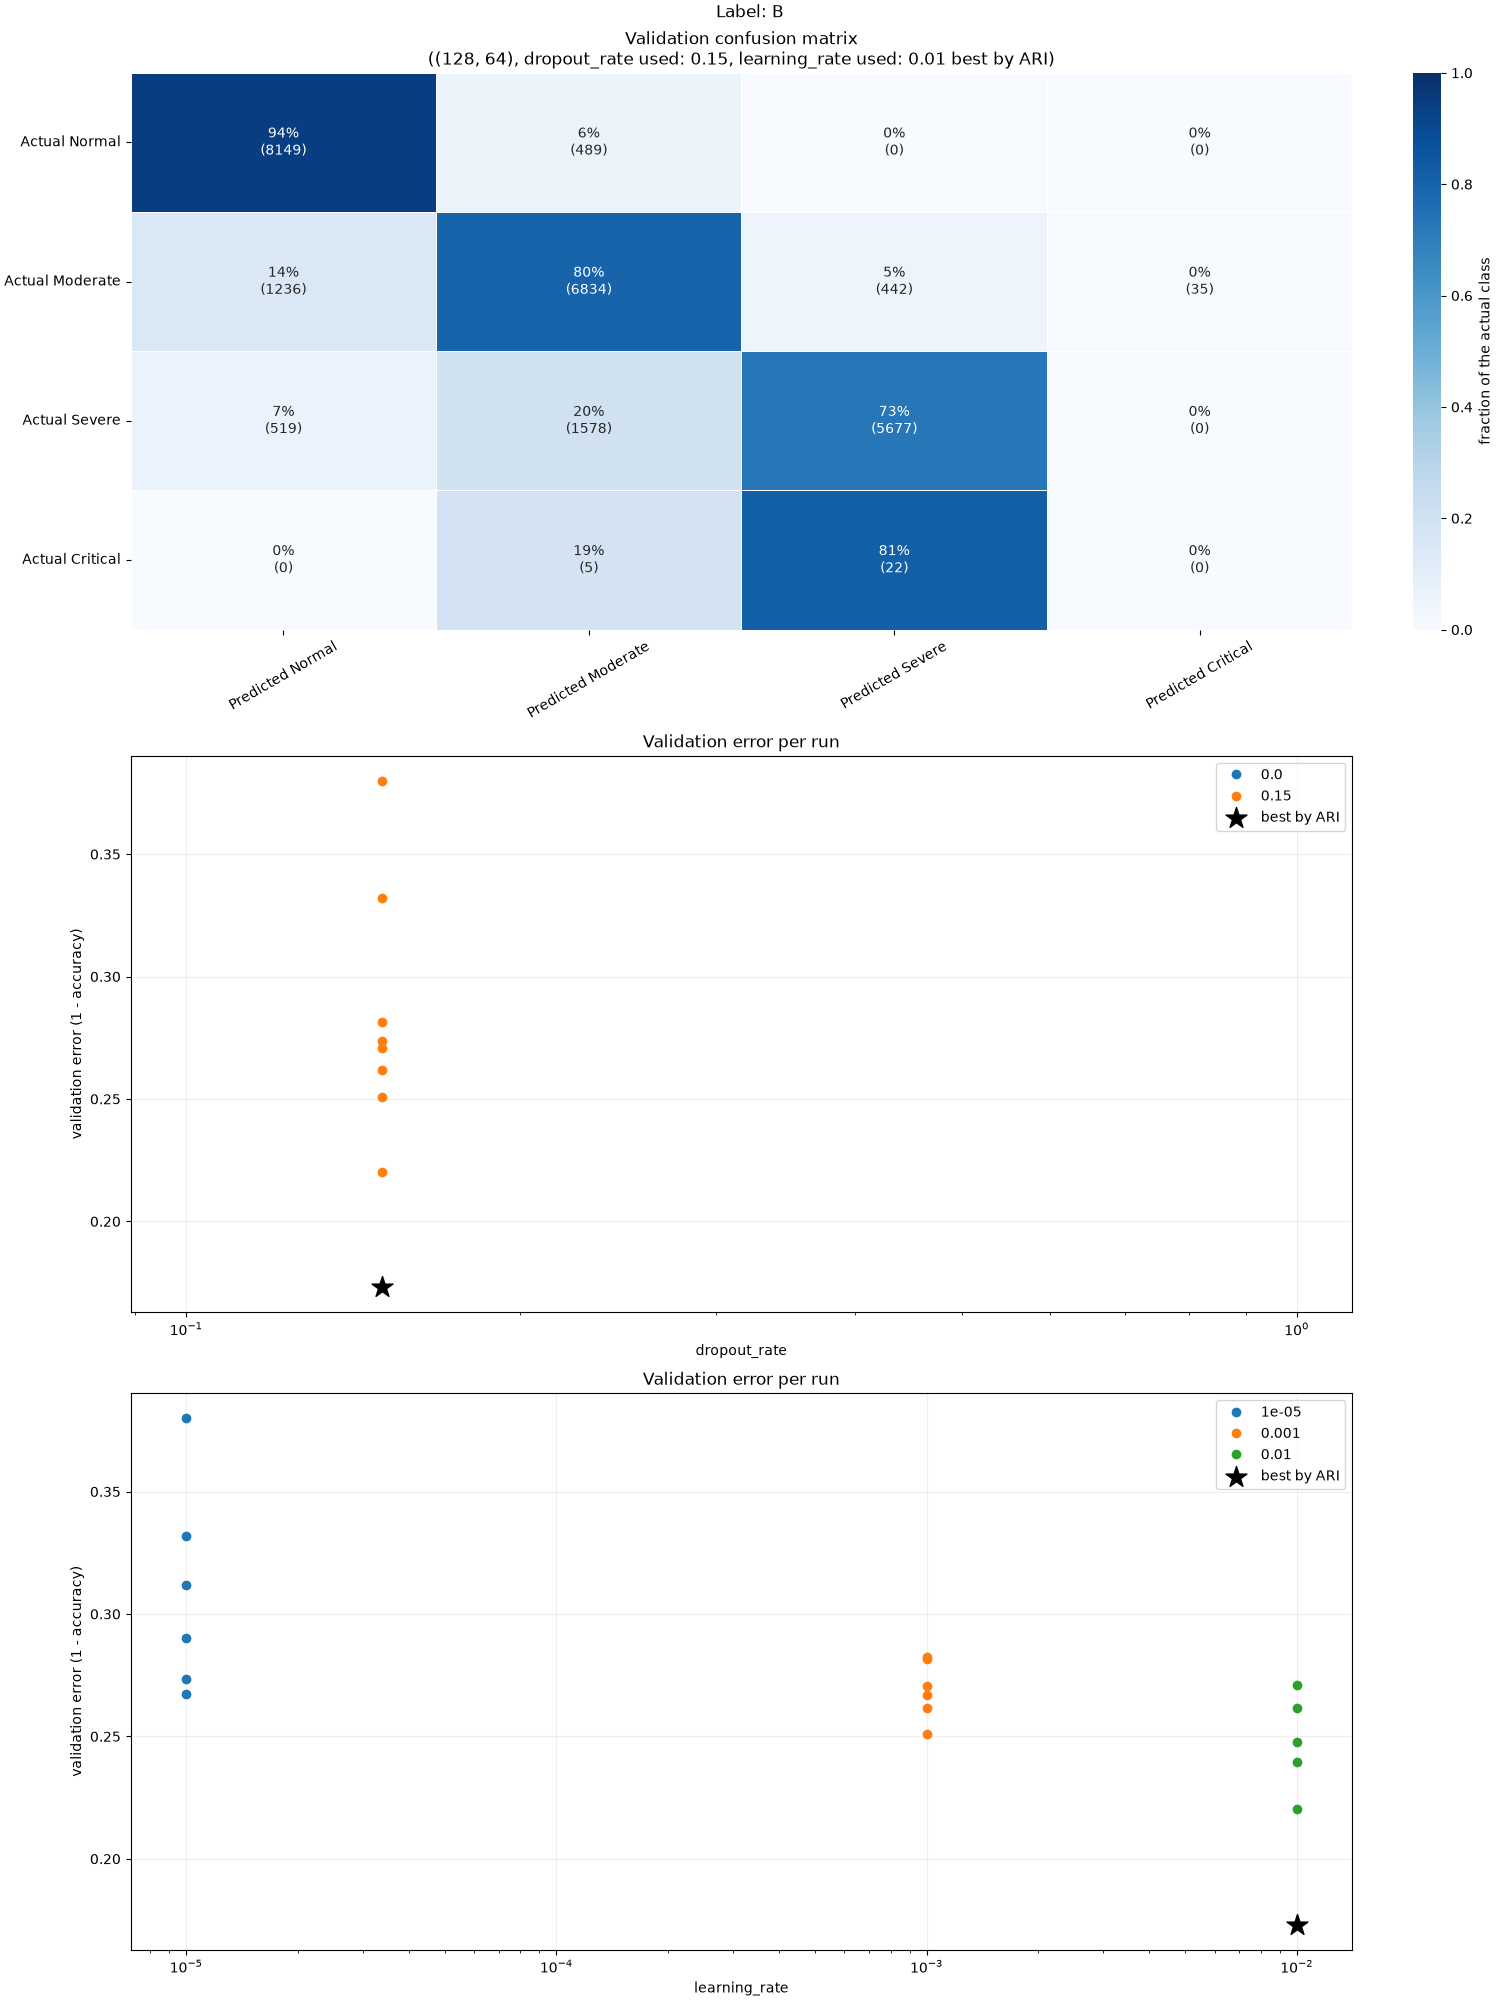 Label: B
Validation confusion matrix
((128, 64), dropout_rate used: 0.15, learning_rate used: 0.01 best by ARI)
Actual Normal
94%
(8149)
6%
(489)
0%
(0)
0%
(0)
Actual Moderate
14%
(1236)
80%
(6834)
5%
(442)
0%
(35)
Actual Severe
7%
(519)
20%
(1578)
73%
(5677)
0%
(0)
Actual Critical
0%
(0)
19%
(5)
81%
(22)
0%
(0)
Predicted Normal
Predicted Moderate
Predicted Severe
Predicted Critical
1.0
0.8
0.6
0.4
0.2
0.0
fraction of the actual class
Validation error per run
0.0
0.15
best by ARI
0.35
0.30
0.25
0.20
validation error (1 - accuracy)
10⁻¹
10⁰
dropout_rate
Validation error per run
1e-05
0.001
0.01
best by ARI
0.35
0.30
0.25
0.20
validation error (1 - accuracy)
10⁻⁵
10⁻⁴
10⁻³
10⁻²
learning_rate